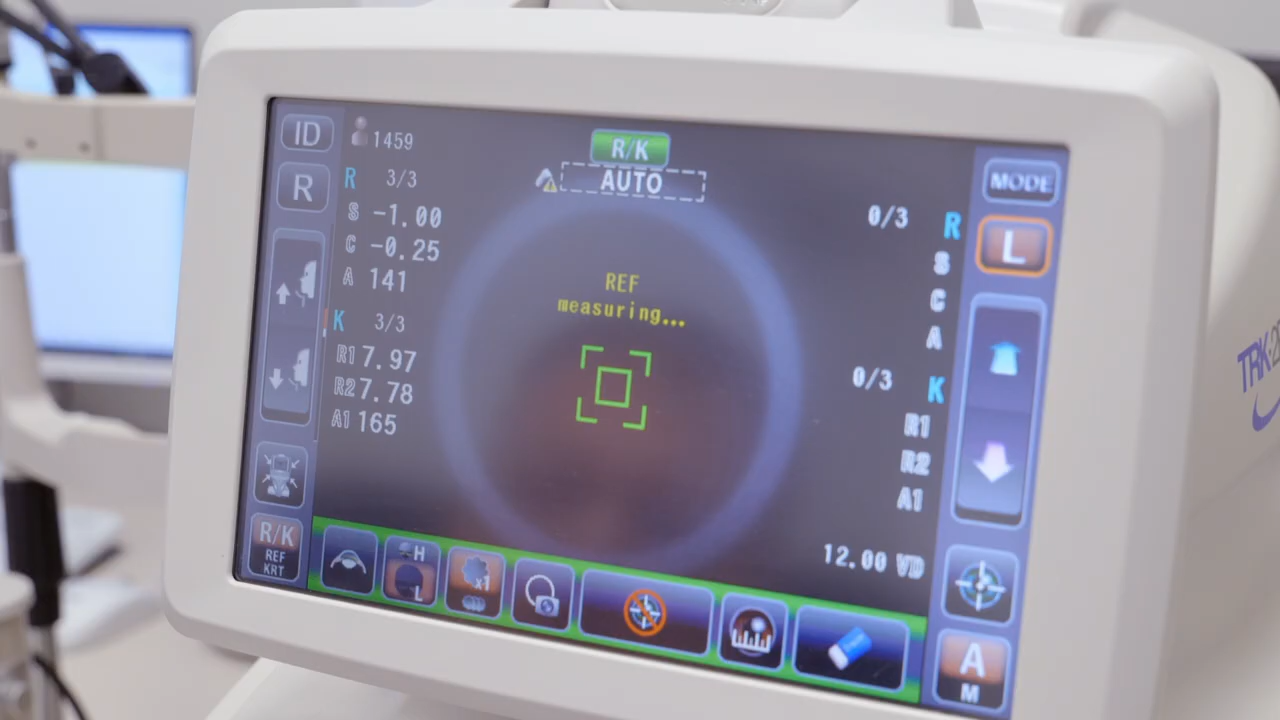 ID
1459
R/K
AUTO
MODE
R
R 3/3
S -1.00
C -0.25
A 141
K 3/3
R1 7.97
R2 7.78
A1 165
REF
measuring...
0/3 R
S
C
A
0/3 K
R1
R2
A1
12.00 VD
L
R/K
REF
KRT
H
L
x1
A
M
TRK-2